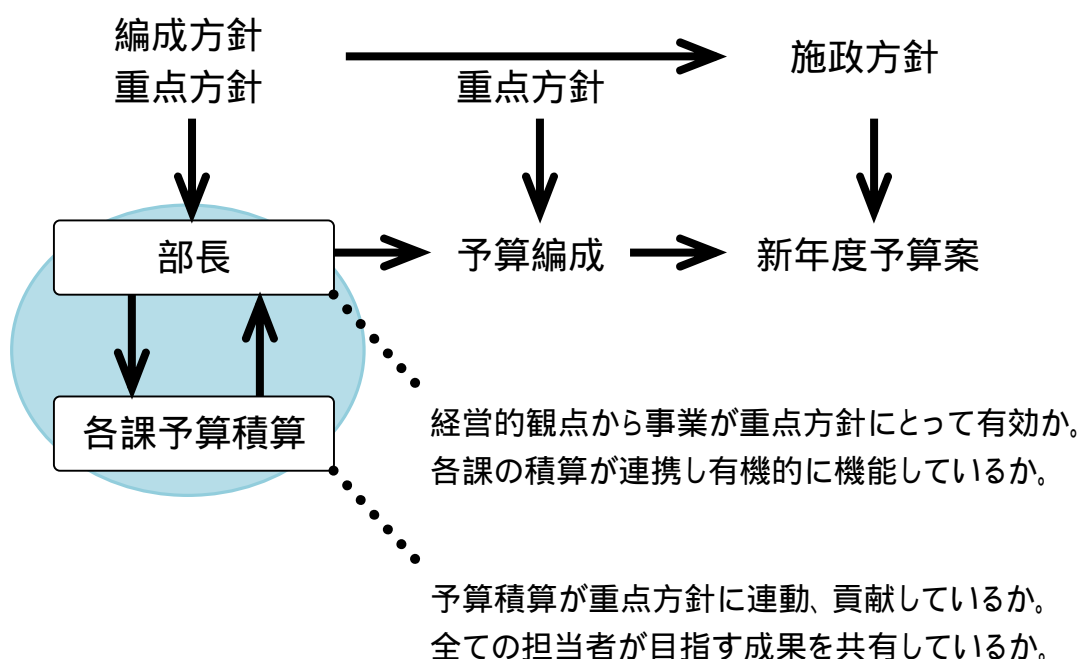 編成方針
重点方針
重点方針
施政方針
部長
予算編成
新年度予算案
各課予算積算
経営的観点から事業が重点方針にとって有効か。
各課の積算が連携し有機的に機能しているか。
予算積算が重点方針に連動、貢献しているか。
全ての担当者が目指す成果を共有しているか。